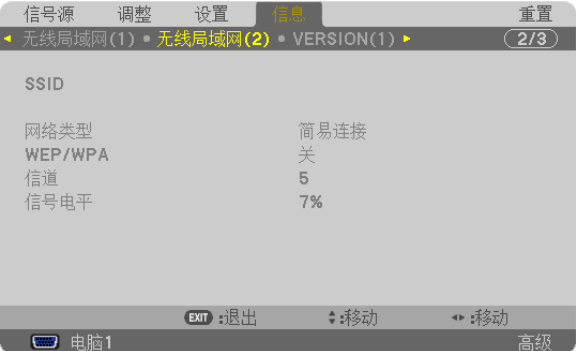 信号源 调整 设置 信息 重置
无线局域网(1) 无线局域网(2) VERSION(1) 2/3
SSID
网络类型 简易连接
WEP/WPA 关
信道 5
信号电平 7%
EXIT :退出 :移动 :移动
电脑1 高级